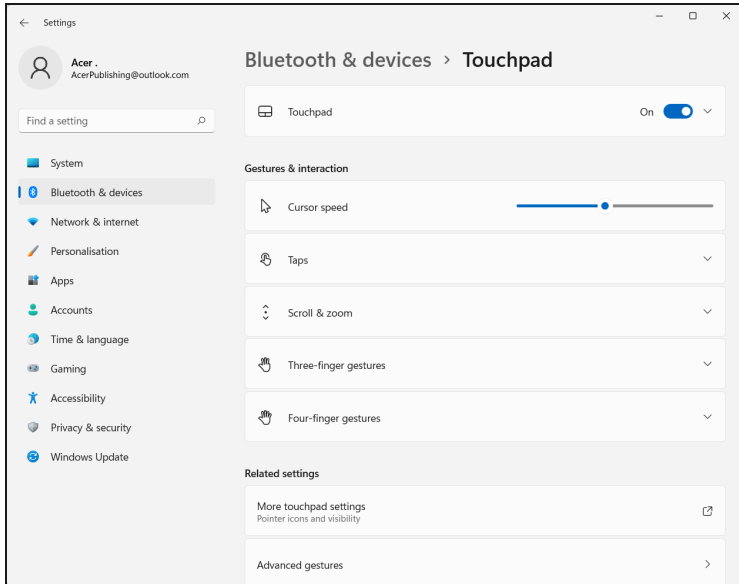 Settings
Acer .
AcerPublishing@outlook.com
Find a setting
System
Bluetooth & devices
Network & internet
Personalisation
Apps
Accounts
Time & language
Gaming
Accessibility
Privacy & security
Windows Update
Bluetooth & devices › Touchpad
Touchpad On
Gestures & interaction
Cursor speed
Taps
Scroll & zoom
Three-finger gestures
Four-finger gestures
Related settings
More touchpad settings
Pointer icons and visibility
Advanced gestures